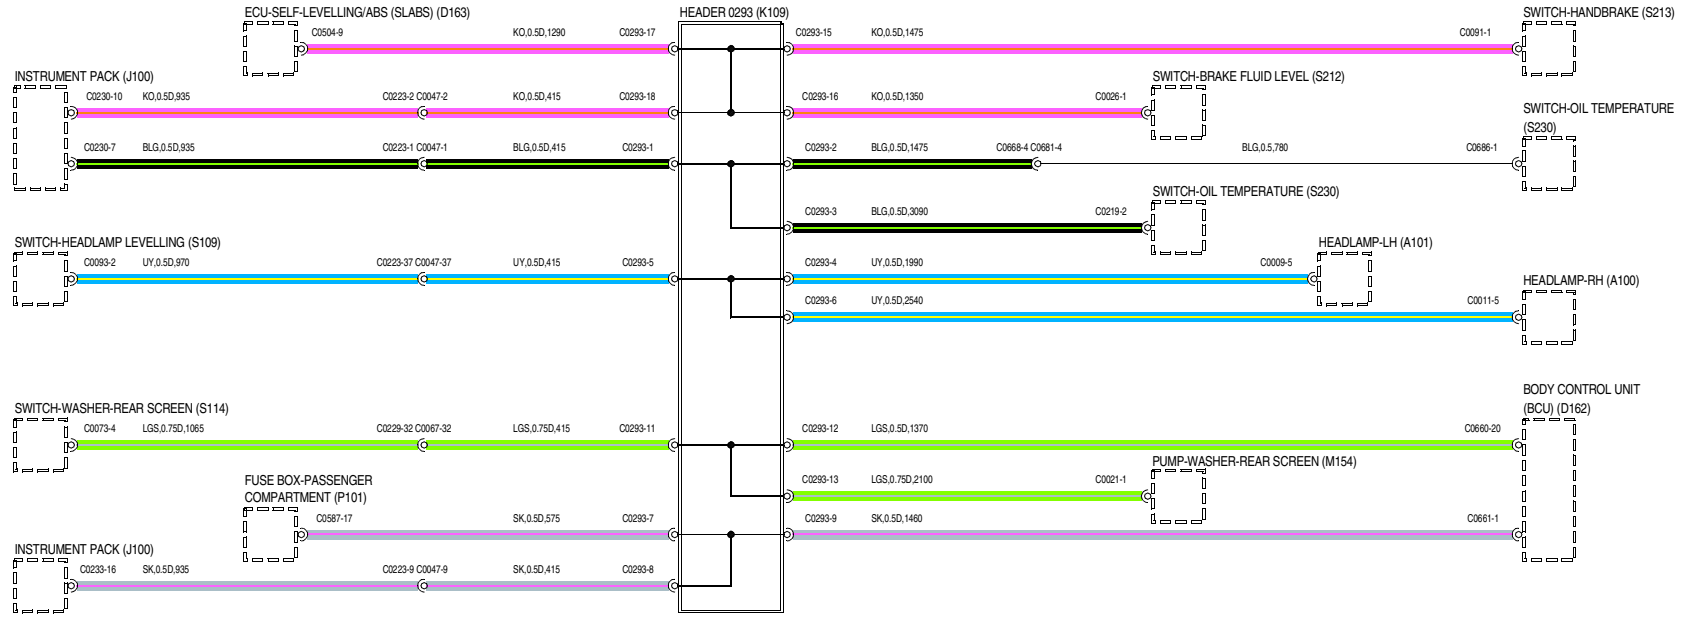 ECU-SELF-LEVELLING/ABS (SLABS) (D163)
HEADER 0293 (K109)
SWITCH-HANDBRAKE (S213)
C0504-9 KO,0.5D,1290 C0293-17
C0293-15 KO,0.5D,1475 C0091-1
INSTRUMENT PACK (J100)
SWITCH-BRAKE FLUID LEVEL (S212)
C0230-10 KO,0.5D,935 C0223-2 C0047-2 KO,0.5D,415 C0293-18
C0293-16 KO,0.5D,1350 C0026-1
SWITCH-OIL TEMPERATURE
(S230)
C0230-7 BLG,0.5D,935 C0223-1 C0047-1 BLG,0.5D,415 C0293-1
C0293-2 BLG,0.5D,1475 C0668-4 C0681-4 BLG,0.5,780 C0686-1
SWITCH-OIL TEMPERATURE (S230)
C0293-3 BLG,0.5D,3090 C0219-2
SWITCH-HEADLAMP LEVELLING (S109)
HEADLAMP-LH (A101)
C0093-2 UY,0.5D,970 C0223-37 C0047-37 UY,0.5D,415 C0293-5
C0293-4 UY,0.5D,1990 C0009-5
HEADLAMP-RH (A100)
C0293-6 UY,0.5D,2540 C0011-5
BODY CONTROL UNIT
(BCU) (D162)
SWITCH-WASHER-REAR SCREEN (S114)
C0073-4 LGS,0.75D,1065 C0229-32 C0067-32 LGS,0.75D,415 C0293-11
C0293-12 LGS,0.5D,1370 C0660-20
PUMP-WASHER-REAR SCREEN (M154)
C0293-13 LGS,0.75D,2100 C0021-1
FUSE BOX-PASSENGER
COMPARTMENT (P101)
C0587-17 SK,0.5D,575 C0293-7
C0293-9 SK,0.5D,1460 C0661-1
INSTRUMENT PACK (J100)
C0233-16 SK,0.5D,935 C0223-9 C0047-9 SK,0.5D,415 C0293-8